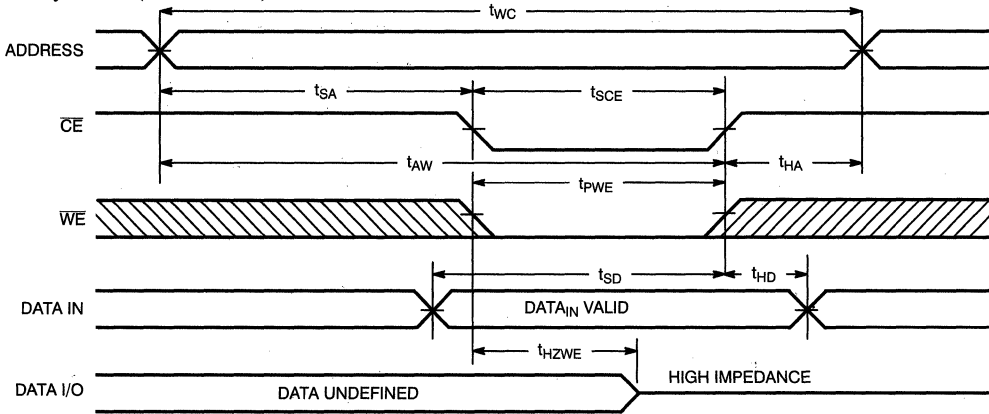 tWC
ADDRESS
tSA
tSCE
CE
tAW
tHA
tPWE
WE
tSD
tHD
DATA IN
DATAIN VALID
tHZWE
DATA I/O
DATA UNDEFINED
HIGH IMPEDANCE